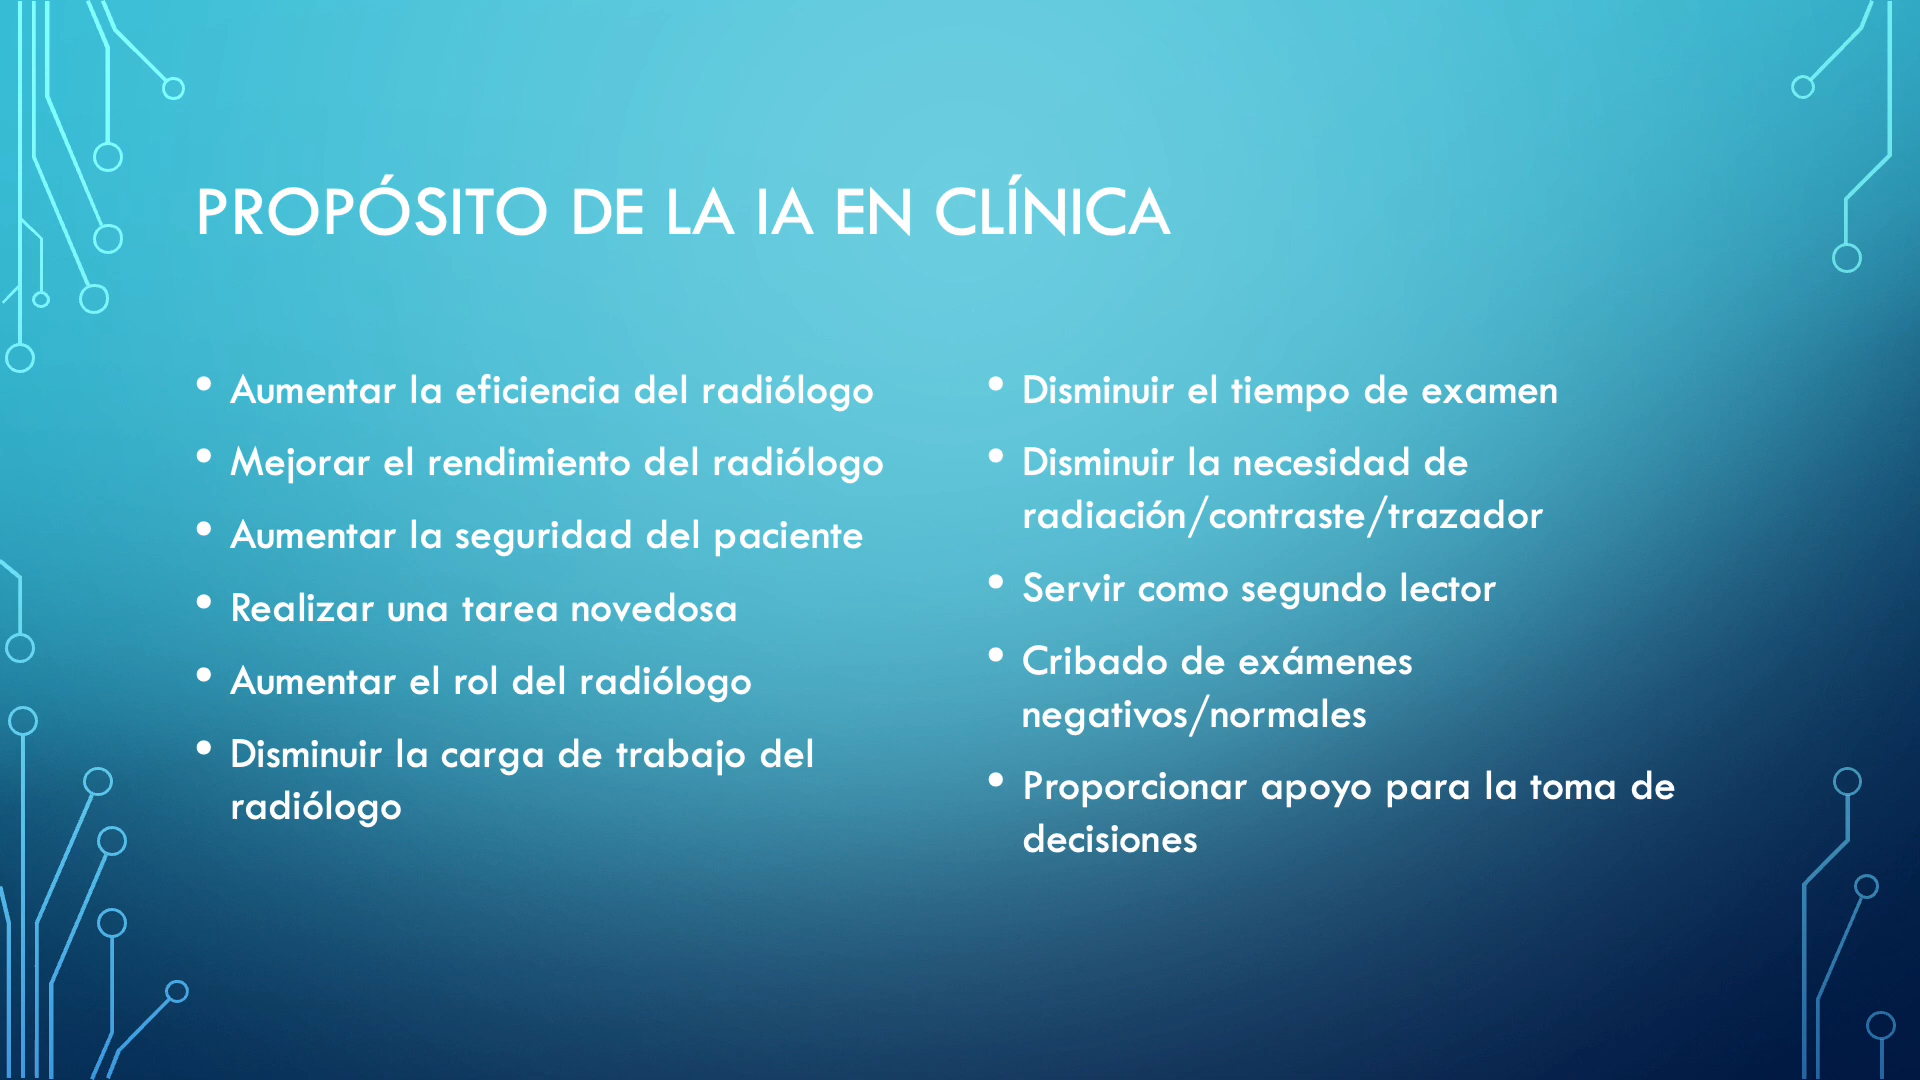 PROPÓSITO DE LA IA EN CLÍNICA
• Aumentar la eficiencia del radiólogo
• Mejorar el rendimiento del radiólogo
• Aumentar la seguridad del paciente
• Realizar una tarea novedosa
• Aumentar el rol del radiólogo
• Disminuir la carga de trabajo del
radiólogo
• Disminuir el tiempo de examen
• Disminuir la necesidad de
radiación/contraste/trazador
• Servir como segundo lector
• Cribado de exámenes
negativos/normales
• Proporcionar apoyo para la toma de
decisiones